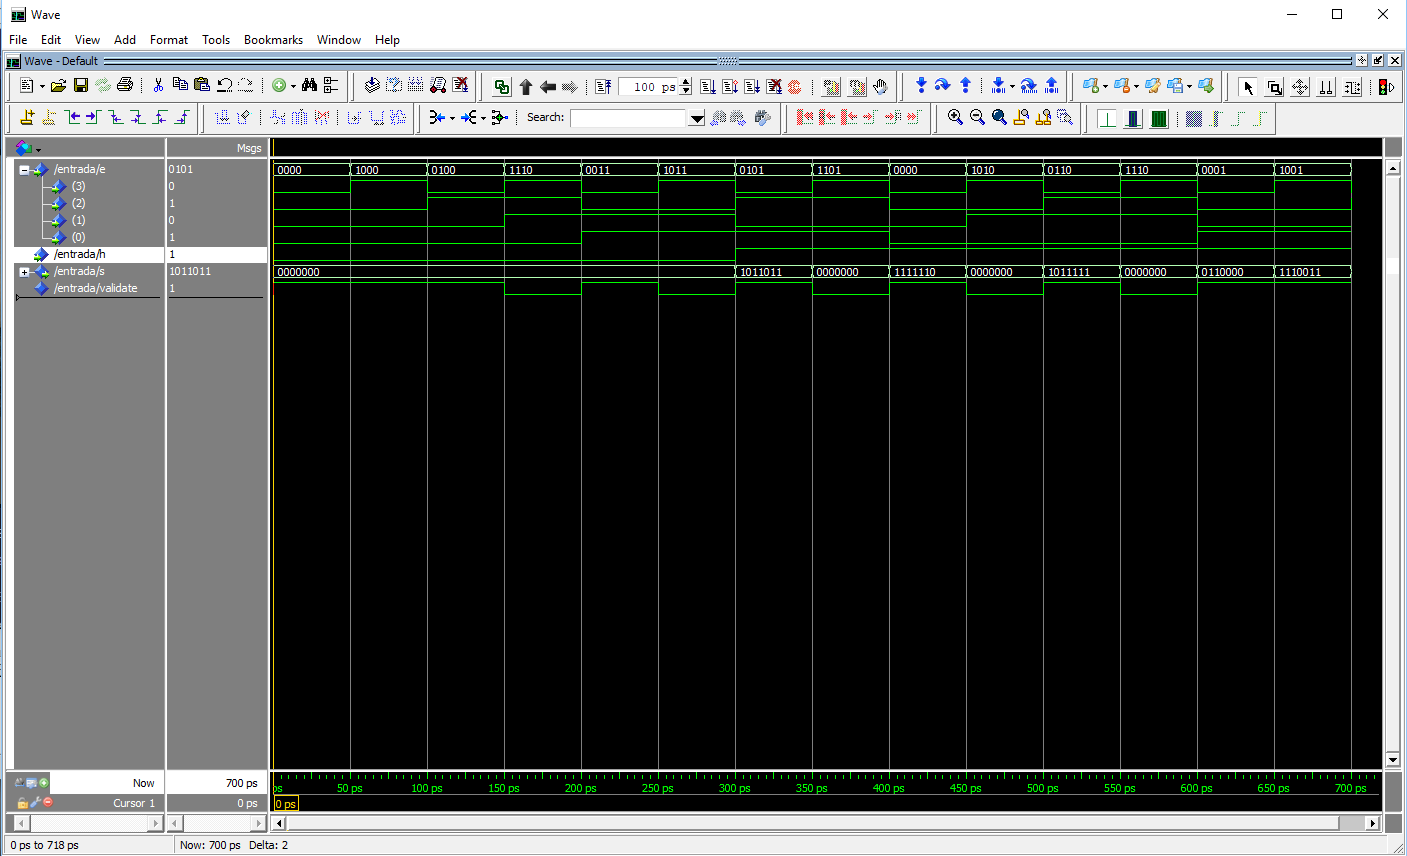 Wave
File Edit View Add Format Tools Bookmarks Window Help
Wave - Default
100 ps
Search:
Msgs
/entrada/e 0101 0000 1000 0100 1110 0011 1011 0101 1101 0000 1010 0110 1110 0001 1001
(3) 0
(2) 1
(1) 0
(0) 1
/entrada/h 1
/entrada/s 1011011 0000000 1011011 0000000 1111110 0000000 1011111 0000000 0110000 1110011
/entrada/validate 1
Now 700 ps ps 50 ps 100 ps 150 ps 200 ps 250 ps 300 ps 350 ps 400 ps 450 ps 500 ps 550 ps 600 ps 650 ps 700 ps
Cursor 1 0 ps 0 ps
0 ps to 718 ps Now: 700 ps Delta: 2